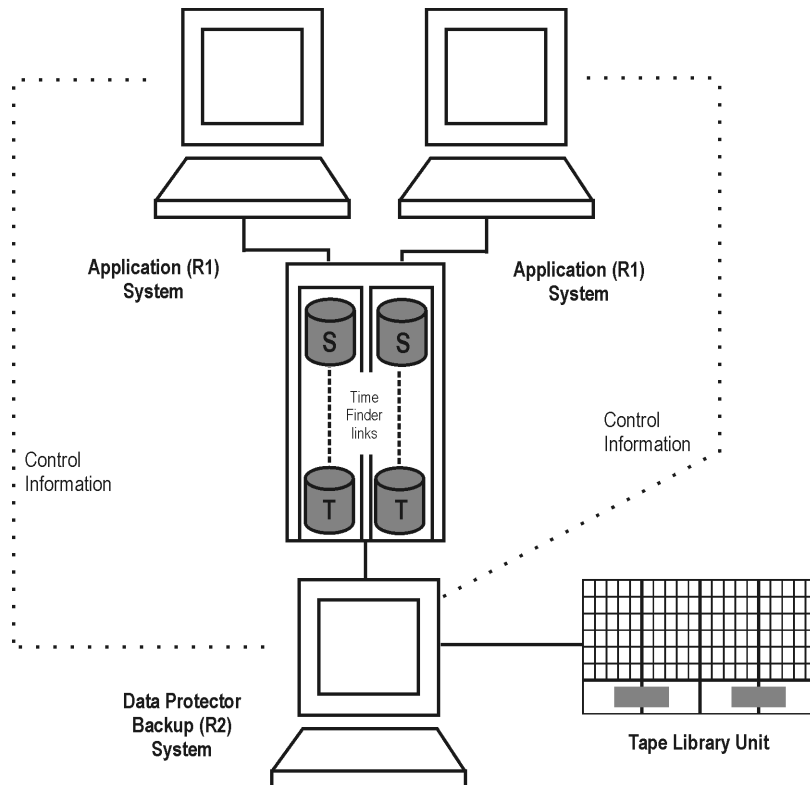 Application (R1)
System
Application (R1)
System
S
S
Time
Finder
links
T
T
Control
Information
Control
Information
Data Protector
Backup (R2)
System
Tape Library Unit